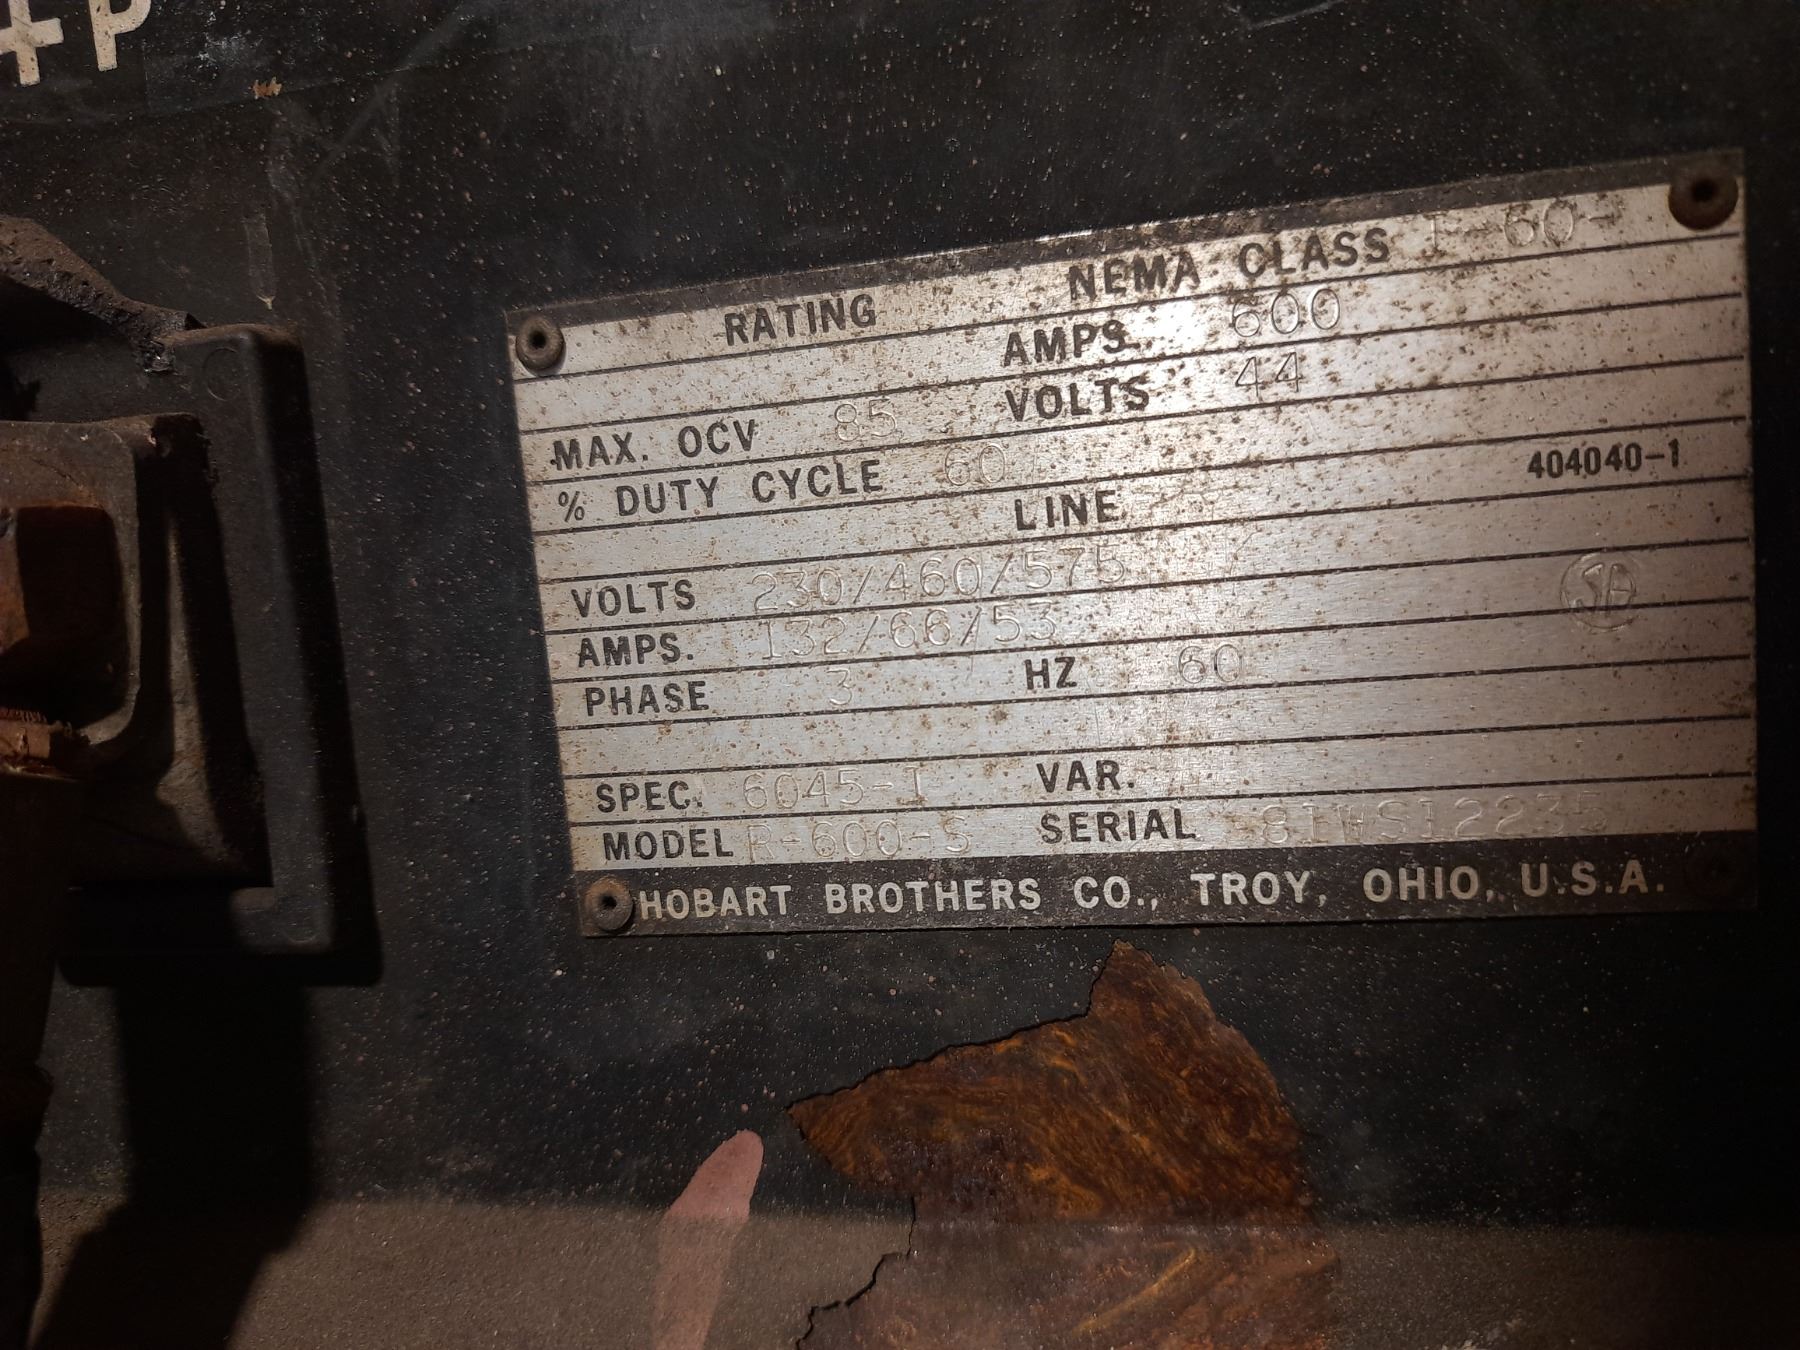 RATING NEMA CLASS I-60-
AMPS. 600
MAX. OCV 85 VOLTS 44
% DUTY CYCLE 60
LINE 404040-1
VOLTS 230/460/575
AMPS. 132/66/53
PHASE 3 HZ 60
SPEC. 6045-1 VAR.
MODEL R-600-S SERIAL 81WS12235
HOBART BROTHERS CO., TROY, OHIO, U.S.A.